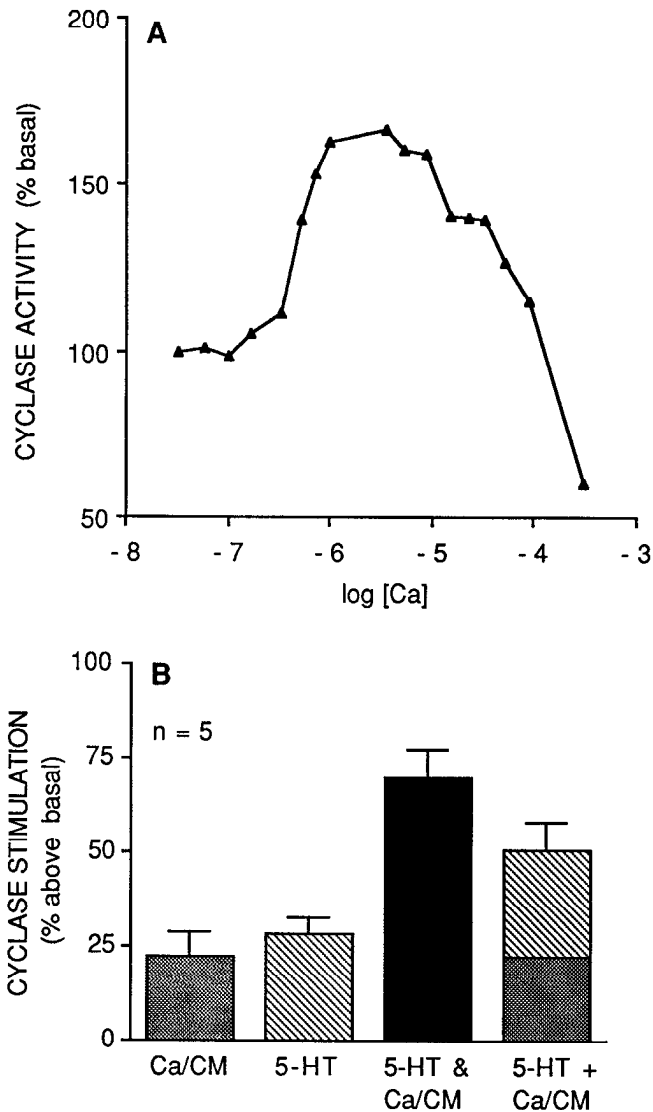 A
CYCLASE ACTIVITY (% basal)
200
150
100
50
- 8
- 7
- 6
- 5
- 4
- 3
log [Ca]
B
n = 5
CYCLASE STIMULATION
(% above basal)
100
75
50
25
0
Ca/CM
5-HT
5-HT &
Ca/CM
5-HT +
Ca/CM